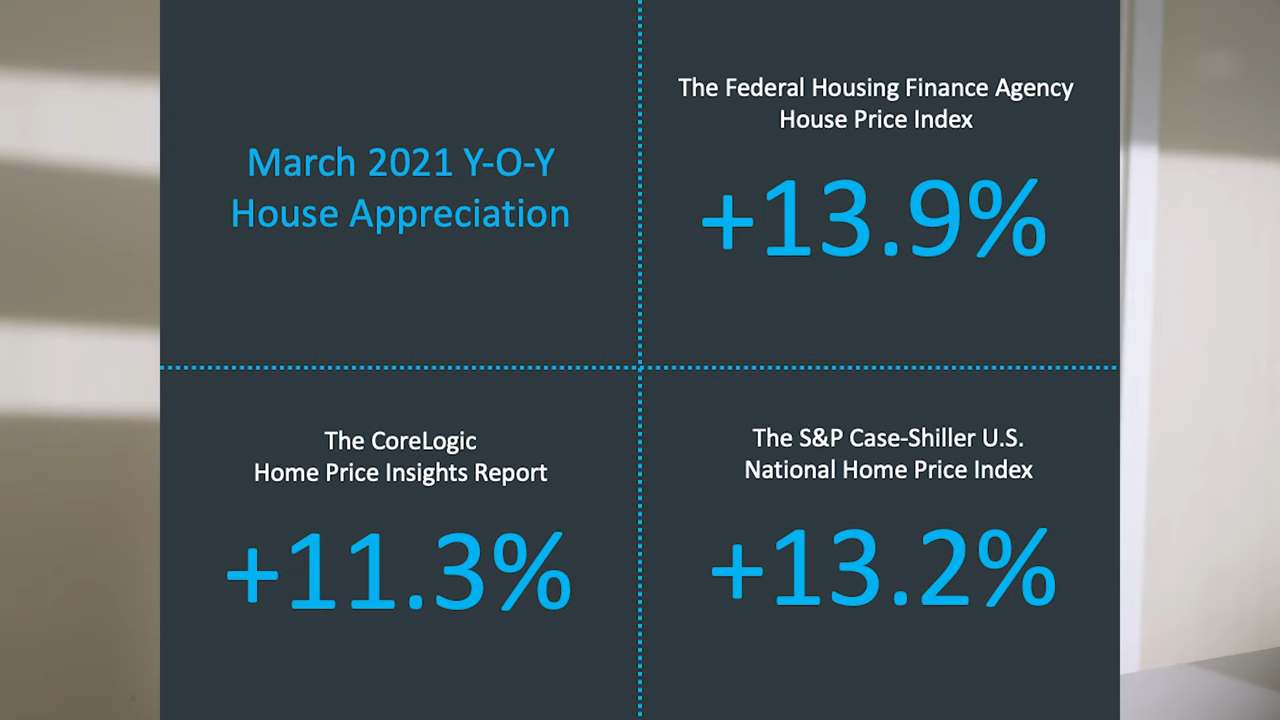 March 2021 Y-O-Y
House Appreciation
The Federal Housing Finance Agency
House Price Index
+13.9%
The CoreLogic
Home Price Insights Report
+11.3%
The S&P Case-Shiller U.S.
National Home Price Index
+13.2%